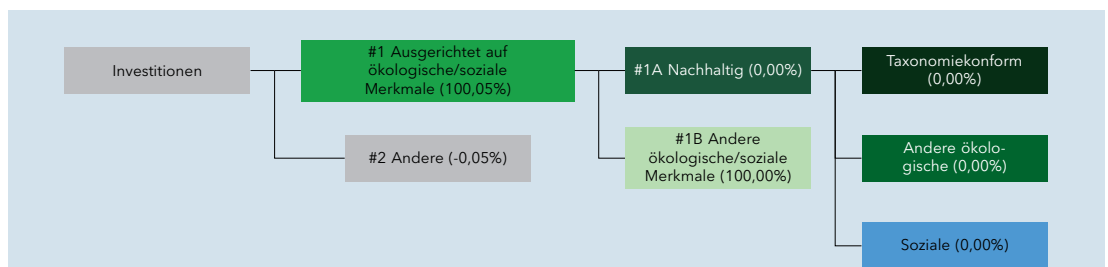 Investitionen
#1 Ausgerichtet auf
ökologische/soziale
Merkmale (100,05%)
#2 Andere (-0,05%)
#1A Nachhaltig (0,00%)
#1B Andere
ökologische/soziale
Merkmale (100,00%)
Taxonomiekonform
(0,00%)
Andere ökolo-
gische (0,00%)
Soziale (0,00%)